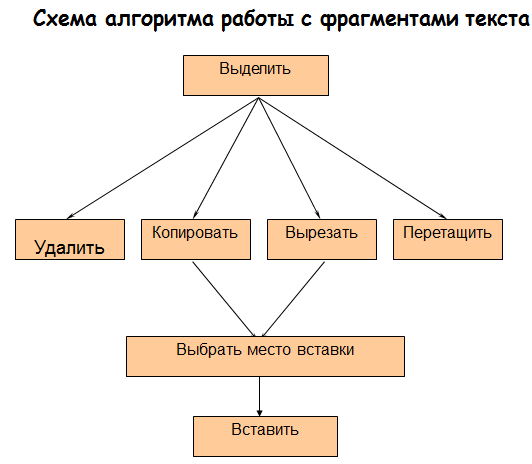 Схема алгоритма работы с фрагментами текста
Выделить
Удалить
Копировать
Вырезать
Перетащить
Выбрать место вставки
Вставить